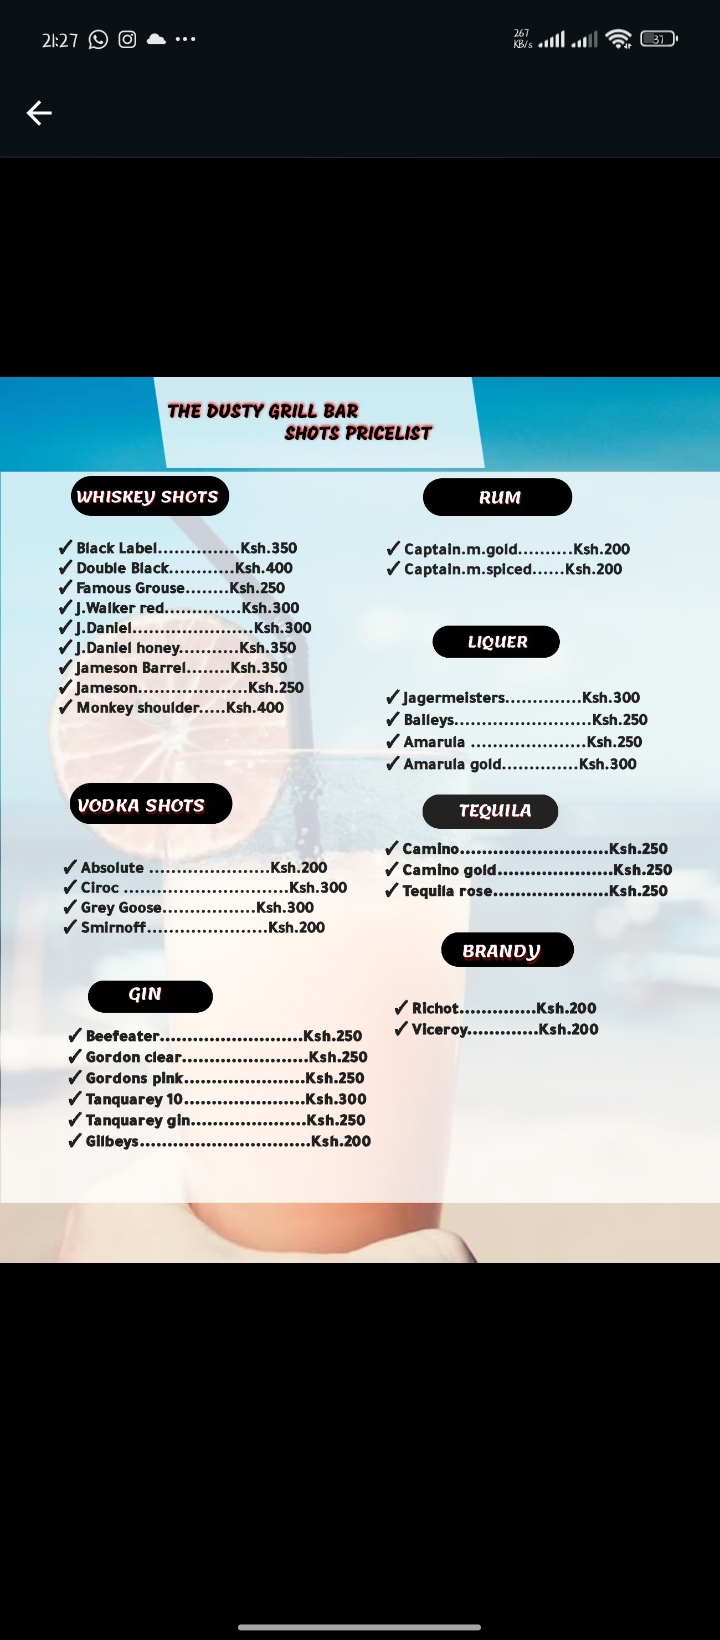 21:27
267
KB/s
37
THE DUSTY GRILL BAR
SHOTS PRICELIST
WHISKEY SHOTS
✓ Black Label...............Ksh.350
✓ Double Black............Ksh.400
✓ Famous Grouse........Ksh.250
✓ J.Walker red..............Ksh.300
✓ J.Daniel......................Ksh.300
✓ J.Daniel honey...........Ksh.350
✓ Jameson Barrel........Ksh.350
✓ Jameson....................Ksh.250
✓ Monkey shoulder.....Ksh.400
VODKA SHOTS
✓ Absolute ......................Ksh.200
✓ Ciroc ..............................Ksh.300
✓ Grey Goose.................Ksh.300
✓ Smirnoff......................Ksh.200
GIN
✓ Beefeater..........................Ksh.250
✓ Gordon clear.......................Ksh.250
✓ Gordons pink......................Ksh.250
✓ Tanquarey 10......................Ksh.300
✓ Tanquarey gin.....................Ksh.250
✓ Gilbeys...............................Ksh.200
RUM
✓ Captain.m.gold..........Ksh.200
✓ Captain.m.spiced......Ksh.200
LIQUER
✓ Jagermeisters..............Ksh.300
✓ Baileys.........................Ksh.250
✓ Amarula .....................Ksh.250
✓ Amarula gold..............Ksh.300
TEQUILA
✓ Camino...........................Ksh.250
✓ Camino gold.....................Ksh.250
✓ Tequila rose.....................Ksh.250
BRANDY
✓ Richot..............Ksh.200
✓ Viceroy.............Ksh.200